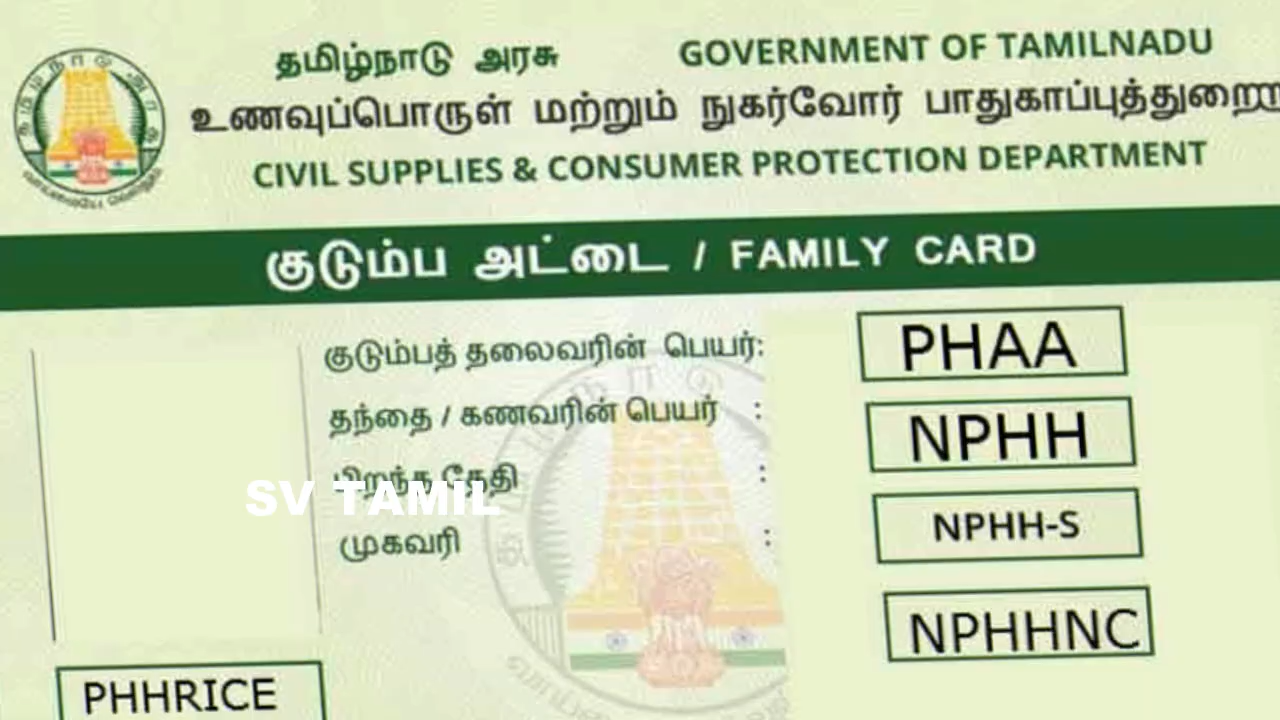 தமிழ்நாடு அரசு GOVERNMENT OF TAMILNADU
உணவுப்பொருள் மற்றும் நுகர்வோர் பாதுகாப்புத்துறை
CIVIL SUPPLIES & CONSUMER PROTECTION DEPARTMENT
குடும்ப அட்டை / FAMILY CARD
குடும்பத் தலைவரின் பெயர்:
PHAA
தந்தை / கணவரின் பெயர் :
NPHH
பிறந்த தேதி :
SV TAMIL
NPHH-S
முகவரி :
NPHHNC
PHHRICE